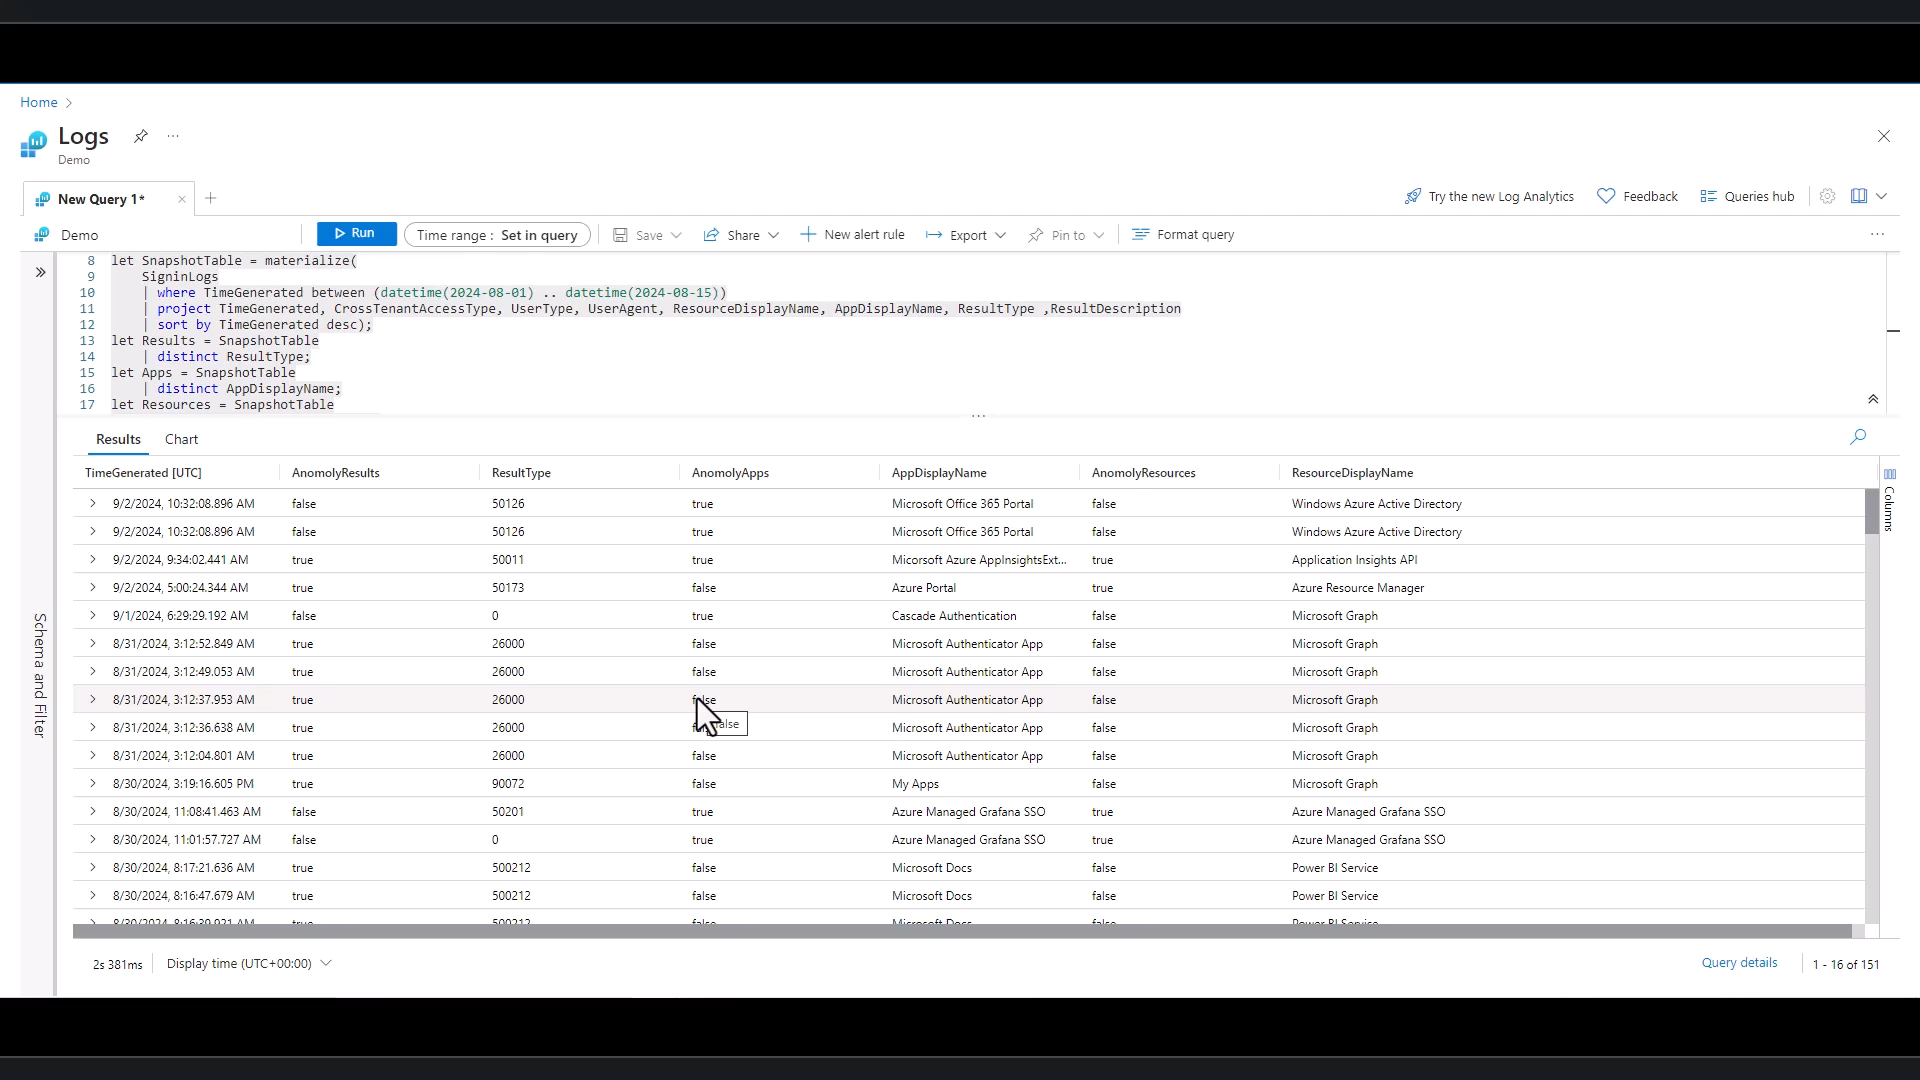 Home
Logs
Demo
New Query 1*
Try the new Log Analytics
Feedback
Queries hub
Demo
Run
Time range : Set in query
Save
Share
New alert rule
Export
Pin to
Format query
8 let SnapshotTable = materialize(
9 SigninLogs
10 | where TimeGenerated between (datetime(2024-08-01) .. datetime(2024-08-15))
11 | project TimeGenerated, CrossTenantAccessType, UserType, UserAgent, ResourceDisplayName, AppDisplayName, ResultType ,ResultDescription
12 | sort by TimeGenerated desc);
13 let Results = SnapshotTable
14 | distinct ResultType;
15 let Apps = SnapshotTable
16 | distinct AppDisplayName;
17 let Resources = SnapshotTable
Schema and Filter
Results Chart
TimeGenerated [UTC] AnomolyResults ResultType AnomolyApps AppDisplayName AnomolyResources ResourceDisplayName
Columns
9/2/2024, 10:32:08.896 AM false 50126 true Microsoft Office 365 Portal false Windows Azure Active Directory
9/2/2024, 10:32:08.896 AM false 50126 true Microsoft Office 365 Portal false Windows Azure Active Directory
9/2/2024, 9:34:02.441 AM true 50011 true Micorsoft Azure AppInsightsExt... true Application Insights API
9/2/2024, 5:00:24.344 AM true 50173 false Azure Portal true Azure Resource Manager
9/1/2024, 6:29:29.192 AM false 0 true Cascade Authentication false Microsoft Graph
8/31/2024, 3:12:52.849 AM true 26000 false Microsoft Authenticator App false Microsoft Graph
8/31/2024, 3:12:49.053 AM true 26000 false Microsoft Authenticator App false Microsoft Graph
8/31/2024, 3:12:37.953 AM true 26000 false Microsoft Authenticator App false Microsoft Graph
8/31/2024, 3:12:36.638 AM true 26000 Microsoft Authenticator App false Microsoft Graph
8/31/2024, 3:12:04.801 AM true 26000 false Microsoft Authenticator App false Microsoft Graph
8/30/2024, 3:19:16.605 PM true 90072 false My Apps false Microsoft Graph
8/30/2024, 11:08:41.463 AM false 50201 true Azure Managed Grafana SSO true Azure Managed Grafana SSO
8/30/2024, 11:01:57.727 AM false 0 true Azure Managed Grafana SSO true Azure Managed Grafana SSO
8/30/2024, 8:17:21.636 AM true 500212 false Microsoft Docs false Power BI Service
8/30/2024, 8:16:47.679 AM true 500212 false Microsoft Docs false Power BI Service
8/30/2024, 8:16:39.921 AM true 500212 false Microsoft Docs false Power BI Service
2s 381ms
Display time (UTC+00:00)
Query details
1 - 16 of 151